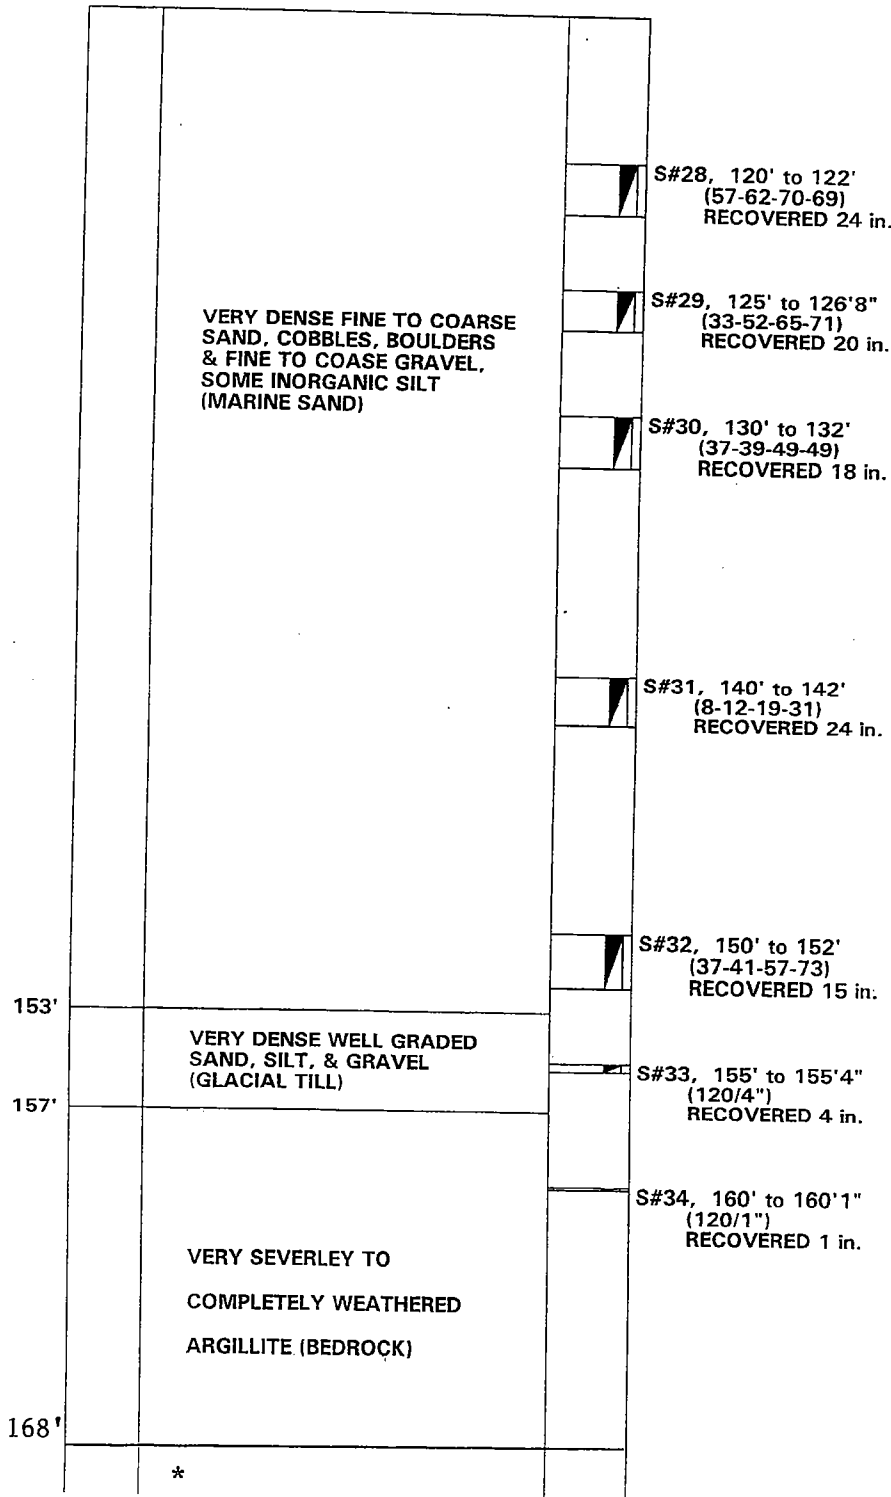 S#28, 120' to 122'
(57-62-70-69)
RECOVERED 24 in.
S#29, 125' to 126'8"
(33-52-65-71)
RECOVERED 20 in.
VERY DENSE FINE TO COARSE
SAND, COBBLES, BOULDERS
& FINE TO COASE GRAVEL,
SOME INORGANIC SILT
(MARINE SAND)
S#30, 130' to 132'
(37-39-49-49)
RECOVERED 18 in.
S#31, 140' to 142'
(8-12-19-31)
RECOVERED 24 in.
S#32, 150' to 152'
(37-41-57-73)
RECOVERED 15 in.
153'
VERY DENSE WELL GRADED
SAND, SILT, & GRAVEL
(GLACIAL TILL)
S#33, 155' to 155'4"
(120/4")
RECOVERED 4 in.
157'
S#34, 160' to 160'1"
(120/1")
RECOVERED 1 in.
VERY SEVERLEY TO
COMPLETELY WEATHERED
ARGILLITE (BEDROCK)
168'
*